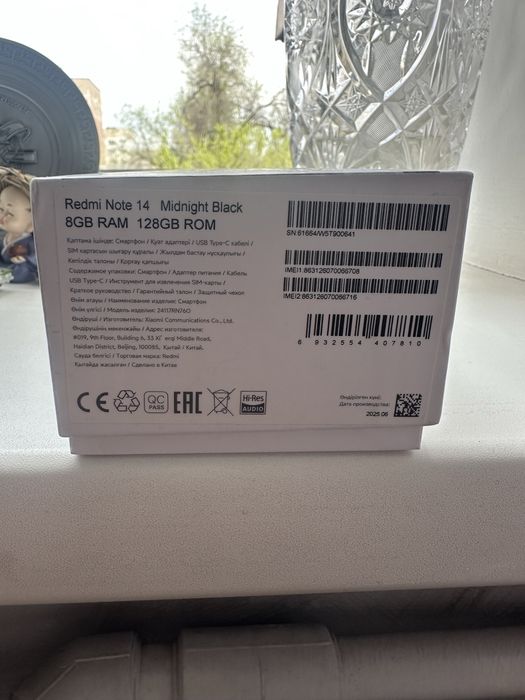 Redmi Note 14 Midnight Black
8GB RAM 128GB ROM
Қаптама ішінде: Смартфон / Қуат адаптері / USB Type-C кабелі /
SIM картасын шығару құралы / Жылдам бастау нұсқаулығы /
Кепілдік талоны / Қорғау қапшығы
Содержимое упаковки: Смартфон / Адаптер питания / Кабель
USB Type-C / Инструмент для извлечения SIM-карты /
Краткое руководство / Гарантийный талон / Защитный чехол
Өнім атауы / Наименование изделия: Смартфон
Өнім үлгісі / Модель изделия: 24117RN76O
Өндіруші / Изготовитель: Xiaomi Communications Co., Ltd.
Өндірушінің мекенжайы / Адрес изготовителя:
#019, 9th Floor, Building 6, 33 Xi'erqi Middle Road,
Haidian District, Beijing, 100085, Қытай / Китай.
Сауда белгісі / Торговая марка: Redmi
Қытайда жасалған / Сделано в Китае
CE QC PASS EAC Hi-Res AUDIO
SN:61664/W5T900641
IMEI1:863126070066708
IMEI2:863126070066716
6 932554 407810
Өндірілген күні:
Дата производства:
2025.06